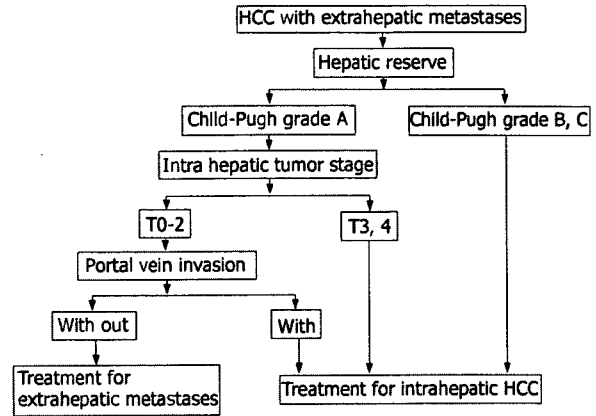 HCC with extrahepatic metastases
Hepatic reserve
Child-Pugh grade A
Child-Pugh grade B, C
Intra hepatic tumor stage
T0-2
T3, 4
Portal vein invasion
With out
With
Treatment for
extrahepatic metastases
Treatment for intrahepatic HCC